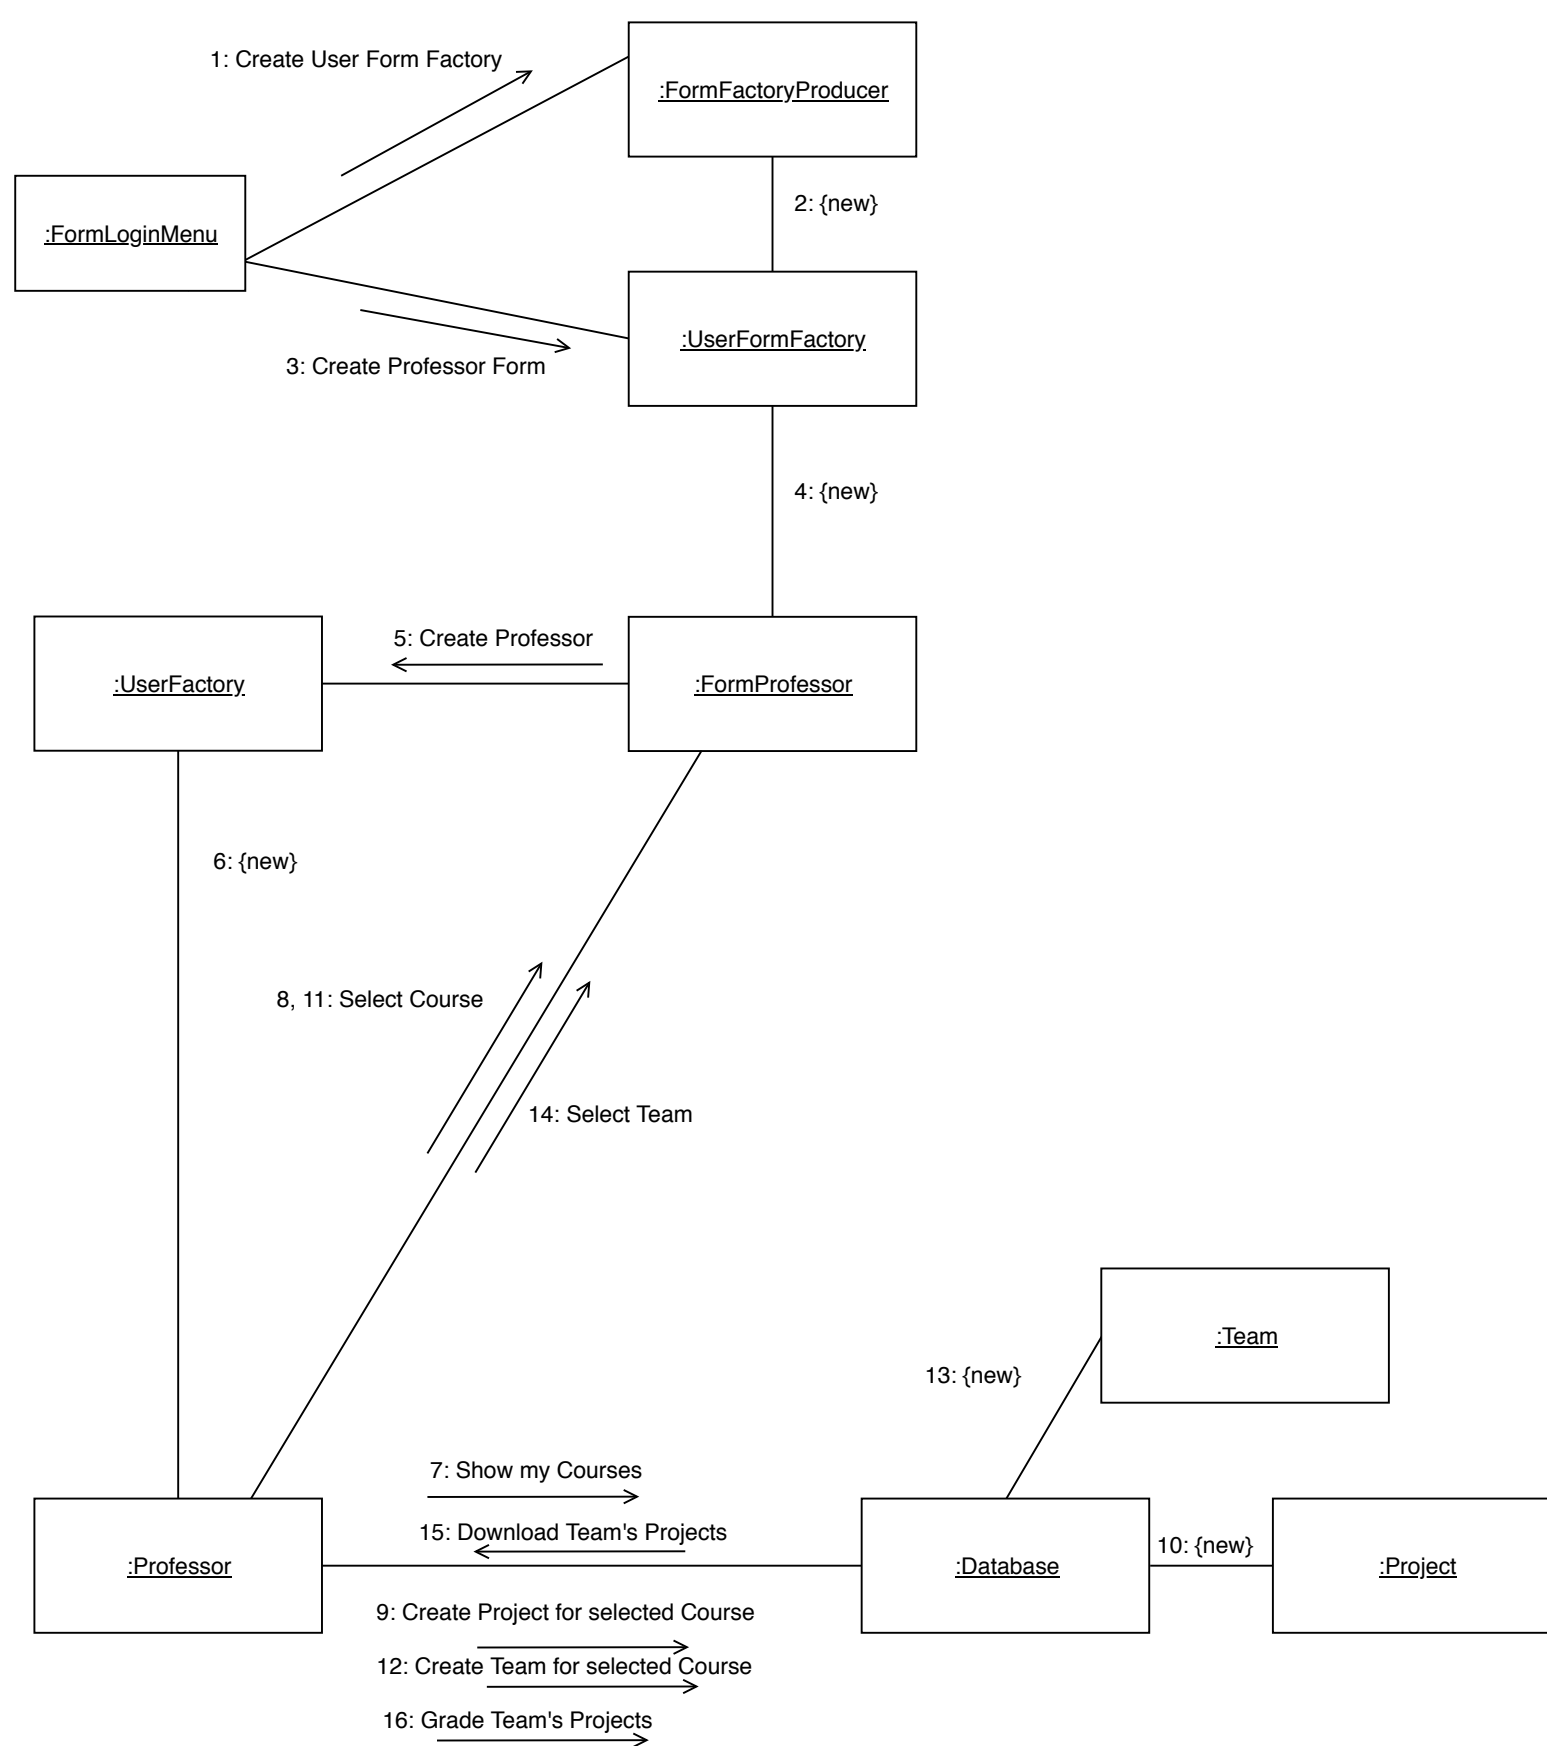 1: Create User Form Factory
:FormFactoryProducer
2: {new}
:FormLoginMenu
:UserFormFactory
3: Create Professor Form
4: {new}
5: Create Professor
:UserFactory
:FormProfessor
6: {new}
8, 11: Select Course
14: Select Team
:Team
13: {new}
7: Show my Courses
15: Download Team's Projects
10: {new}
:Professor
:Database
:Project
9: Create Project for selected Course
12: Create Team for selected Course
16: Grade Team's Projects